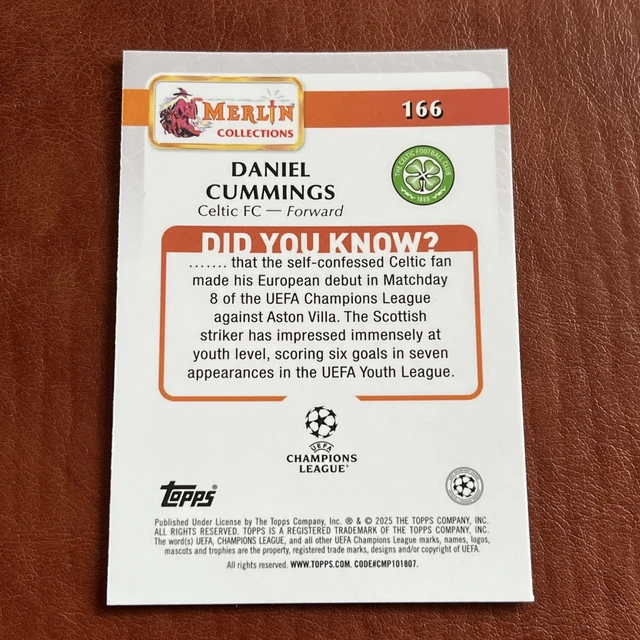 MERLIN
COLLECTIONS
166
DANIEL
CUMMINGS
Celtic FC — Forward
THE CELTIC FOOTBALL CLUB
1888
DID YOU KNOW?
....... that the self-confessed Celtic fan
made his European debut in Matchday
8 of the UEFA Champions League
against Aston Villa. The Scottish
striker has impressed immensely at
youth level, scoring six goals in seven
appearances in the UEFA Youth League.
UEFA
CHAMPIONS
LEAGUE®
Topps®
Published Under License by The Topps Company, Inc. ® & © 2025 THE TOPPS COMPANY, INC.
ALL RIGHTS RESERVED. TOPPS IS A REGISTERED TRADEMARK OF THE TOPPS COMPANY, INC.
The word(s) UEFA, CHAMPIONS LEAGUE, and all other UEFA Champions League marks, names, logos,
mascots and trophies are the property, registered trade marks, designs and/or copyright of UEFA.
All rights reserved. WWW.TOPPS.COM. CODE#CMP101807.